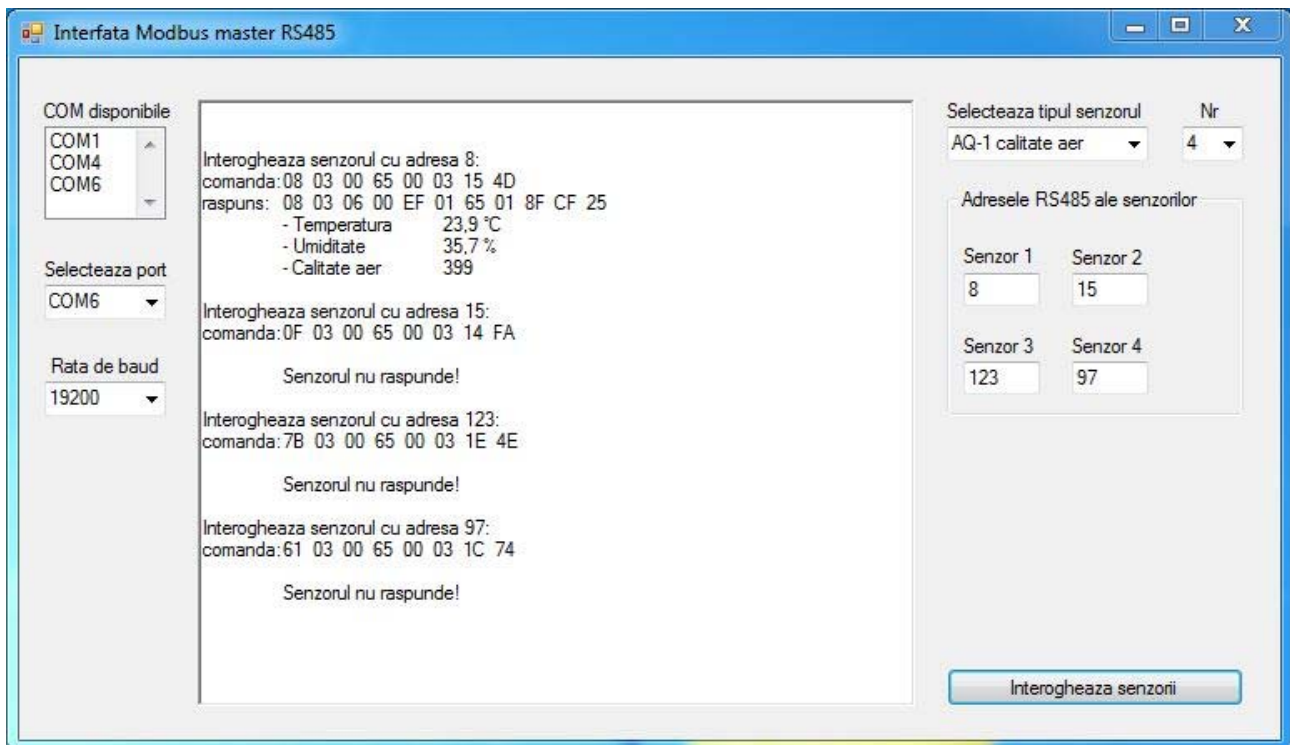 Interfata Modbus master RS485
COM disponibile
COM1
COM4
COM6
Selecteaza port
COM6
Rata de baud
19200
Interogheaza senzorul cu adresa 8:
comanda: 08 03 00 65 00 03 15 4D
raspuns: 08 03 06 00 EF 01 65 01 8F CF 25
- Temperatura 23,9 °C
- Umiditate 35,7 %
- Calitate aer 399
Interogheaza senzorul cu adresa 15:
comanda: 0F 03 00 65 00 03 14 FA
Senzorul nu raspunde!
Interogheaza senzorul cu adresa 123:
comanda: 7B 03 00 65 00 03 1E 4E
Senzorul nu raspunde!
Interogheaza senzorul cu adresa 97:
comanda: 61 03 00 65 00 03 1C 74
Senzorul nu raspunde!
Selecteaza tipul senzorul Nr
AQ-1 calitate aer 4
Adresele RS485 ale senzorilor
Senzor 1 Senzor 2
8 15
Senzor 3 Senzor 4
123 97
Interogheaza senzorii